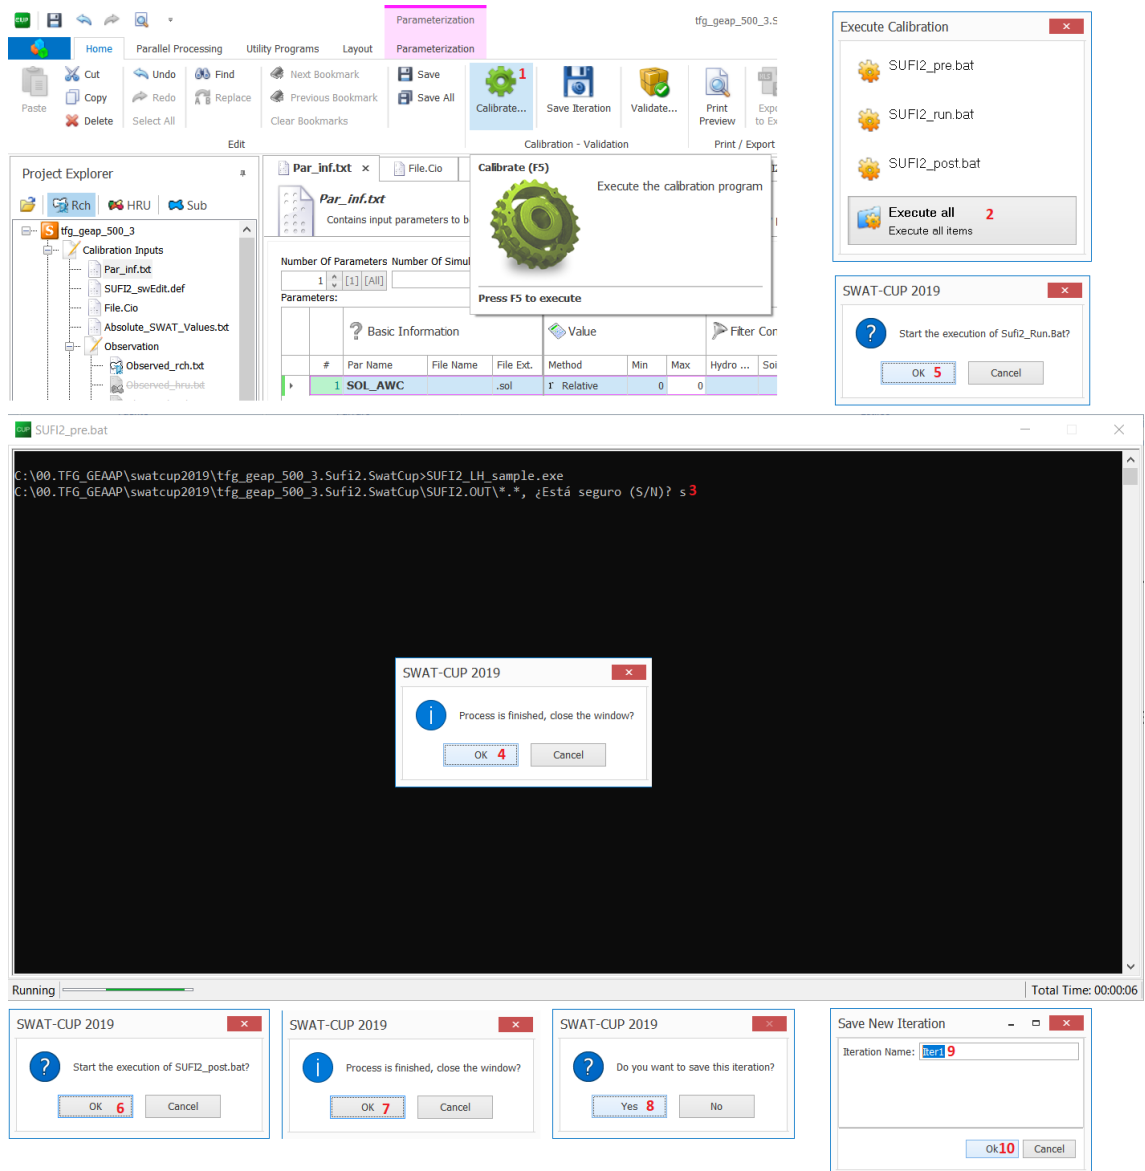 CUP
Parameterization
tfg_geap_500_3.S
Home Parallel Processing Utility Programs Layout Parameterization
Paste
Cut
Copy
Delete
Undo
Redo
Select All
Find
Replace
Next Bookmark
Previous Bookmark
Clear Bookmarks
Save
Save All
Calibrate... 1
Save Iteration
Validate...
Print
Preview
Expo
to Ex
Edit
Calibration - Validation
Print / Export
Project Explorer
Rch HRU Sub
tfg_geap_500_3
Calibration Inputs
Par_inf.txt
SUFI2_swEdit.def
File.Cio
Absolute_SWAT_Values.txt
Observation
Observed_rch.txt
Observed_hru.txt
Par_inf.txt x File.Cio
Par_inf.txt
Contains input parameters to b
Number Of Parameters Number Of Simul
1 [1] [All]
Parameters:
Calibrate (F5)
Execute the calibration program
Press F5 to execute
Basic Information Value Filter Con
# Par Name File Name File Ext. Method Min Max Hydro ... Soi
1 SOL_AWC .sol r Relative 0 0
Execute Calibration
SUFI2_pre.bat
SUFI2_run.bat
SUFI2_post.bat
Execute all 2
Execute all items
SWAT-CUP 2019
Start the execution of Sufi2_Run.Bat?
OK 5 Cancel
CUP SUFI2_pre.bat
C:\00.TFG_GEAAP\swatcup2019\tfg_geap_500_3.Sufi2.SwatCup>SUFI2_LH_sample.exe
C:\00.TFG_GEAAP\swatcup2019\tfg_geap_500_3.Sufi2.SwatCup\SUFI2.OUT\*.*, ¿Está seguro (S/N)? s 3
SWAT-CUP 2019
Process is finished, close the window?
OK 4 Cancel
Running
Total Time: 00:00:06
SWAT-CUP 2019
Start the execution of SUFI2_post.bat?
OK 6 Cancel
SWAT-CUP 2019
Process is finished, close the window?
OK 7 Cancel
SWAT-CUP 2019
Do you want to save this iteration?
Yes 8 No
Save New Iteration
Iteration Name: Iter1 9
Ok 10 Cancel